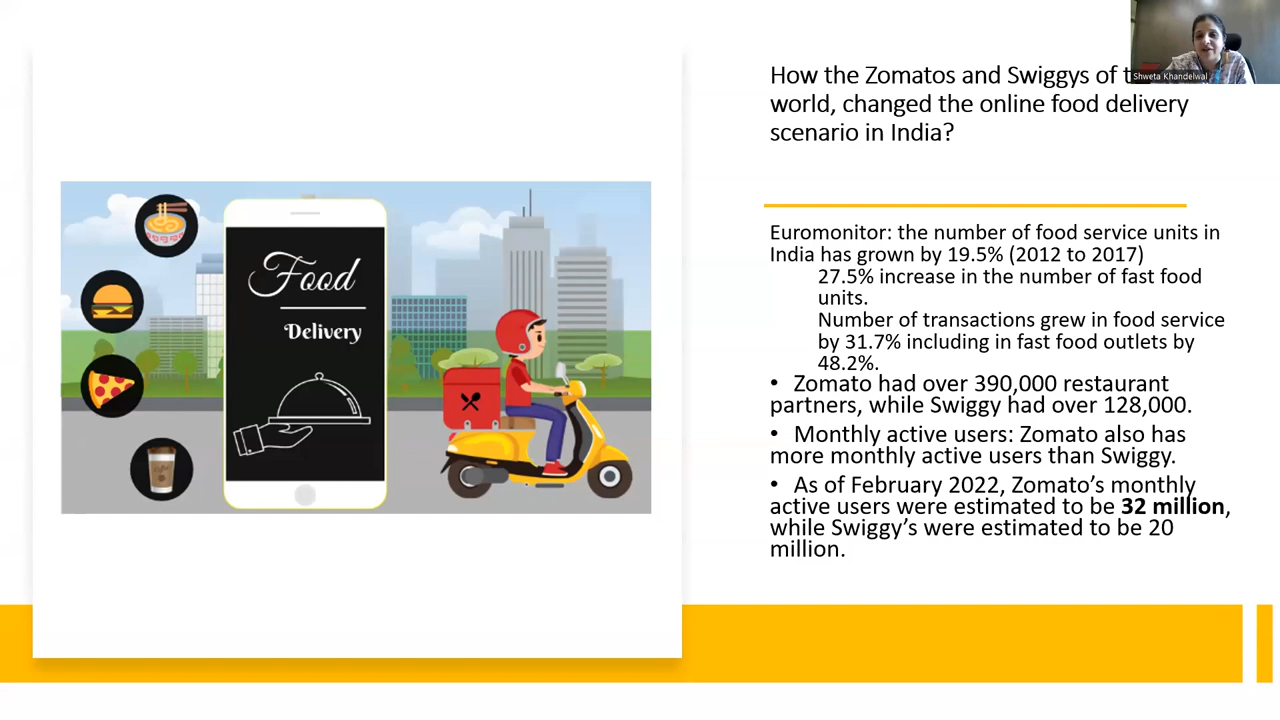 How the Zomatos and Swiggys of
world, changed the online food delivery
scenario in India?
Shweta Khandelwal
Food
Delivery
Euromonitor: the number of food service units in
India has grown by 19.5% (2012 to 2017)
27.5% increase in the number of fast food
units.
Number of transactions grew in food service
by 31.7% including in fast food outlets by
48.2%.
• Zomato had over 390,000 restaurant
partners, while Swiggy had over 128,000.
• Monthly active users: Zomato also has
more monthly active users than Swiggy.
• As of February 2022, Zomato’s monthly
active users were estimated to be 32 million,
while Swiggy’s were estimated to be 20
million.